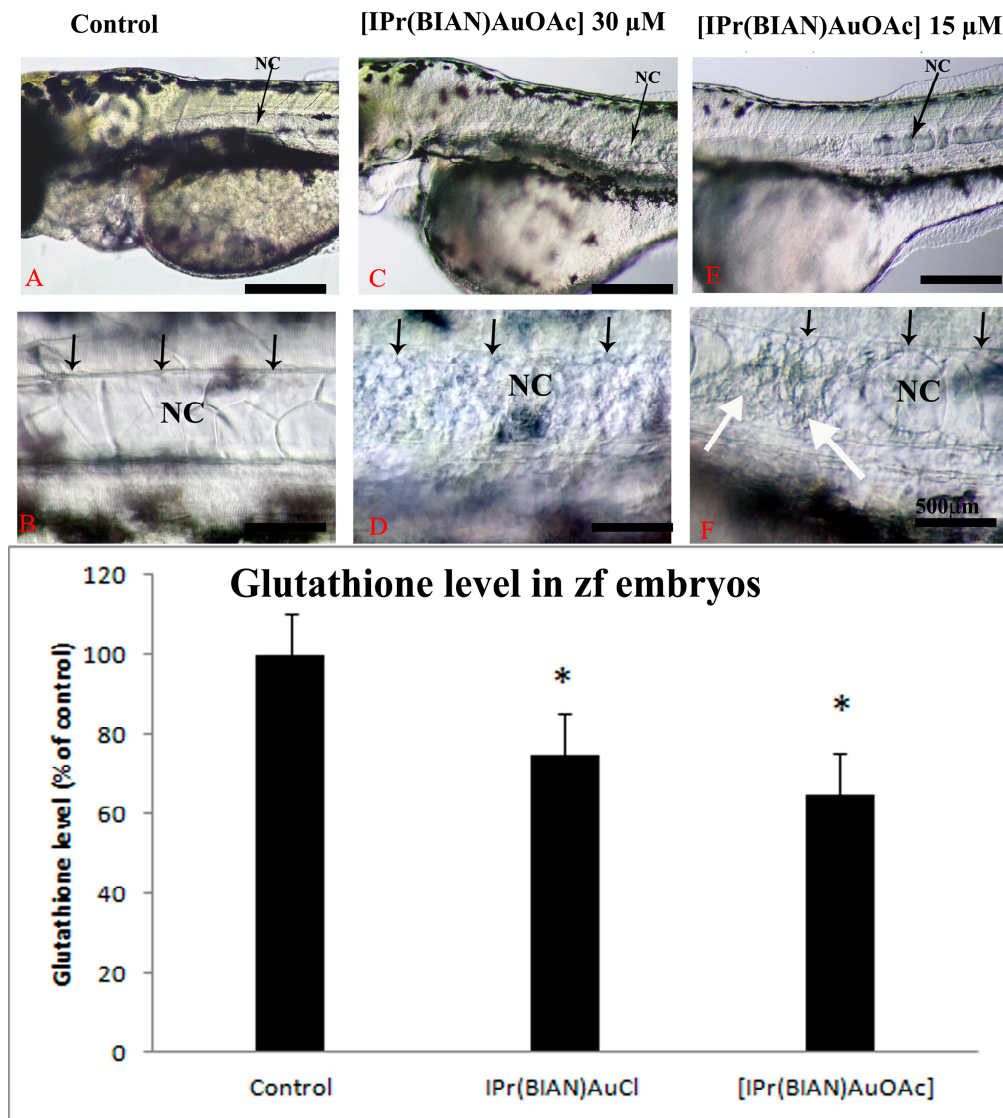 Control
[IPr(BIAN)AuOAc] 30 µM
[IPr(BIAN)AuOAc] 15 µM
NC
NC
NC
A
C
E
NC
NC
NC
B
D
F
500µm
Glutathione level in zf embryos
Glutathione level (% of control)
120
100
80
60
40
20
0
*
*
Control
IPr(BIAN)AuCl
[IPr(BIAN)AuOAc]